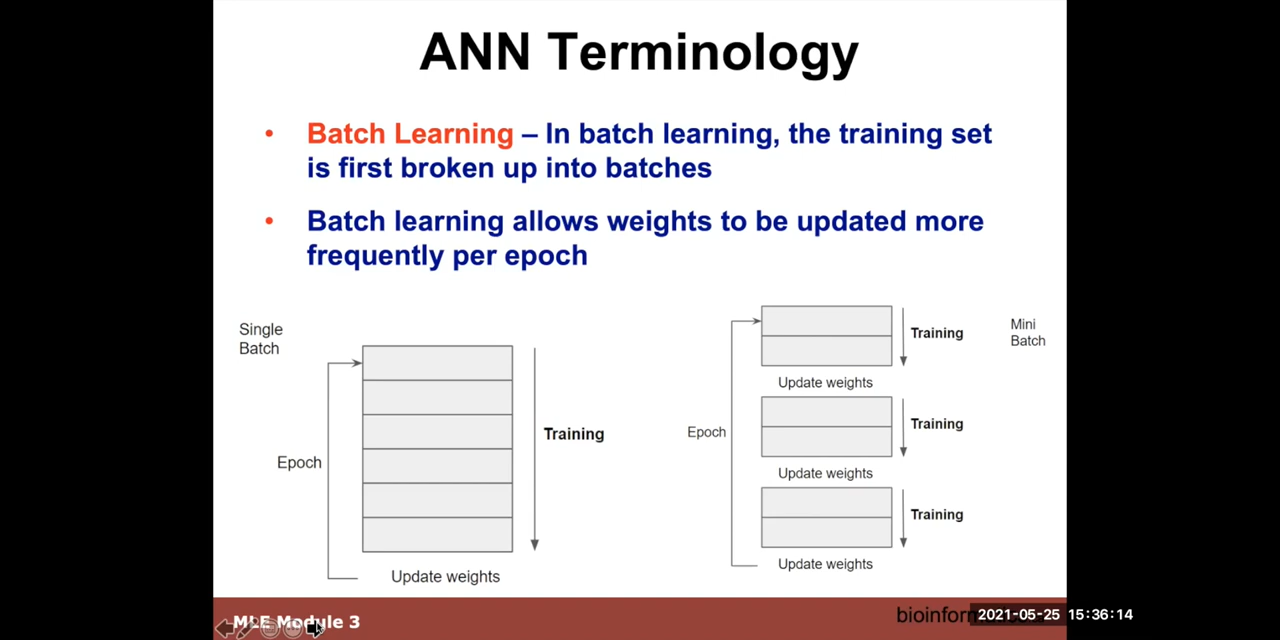 ANN Terminology
• Batch Learning – In batch learning, the training set
is first broken up into batches
• Batch learning allows weights to be updated more
frequently per epoch
Single
Batch
Epoch
Training
Update weights
Epoch
Training
Update weights
Training
Update weights
Training
Update weights
Mini
Batch
MLE Module 3
2021-05-25 15:36:14